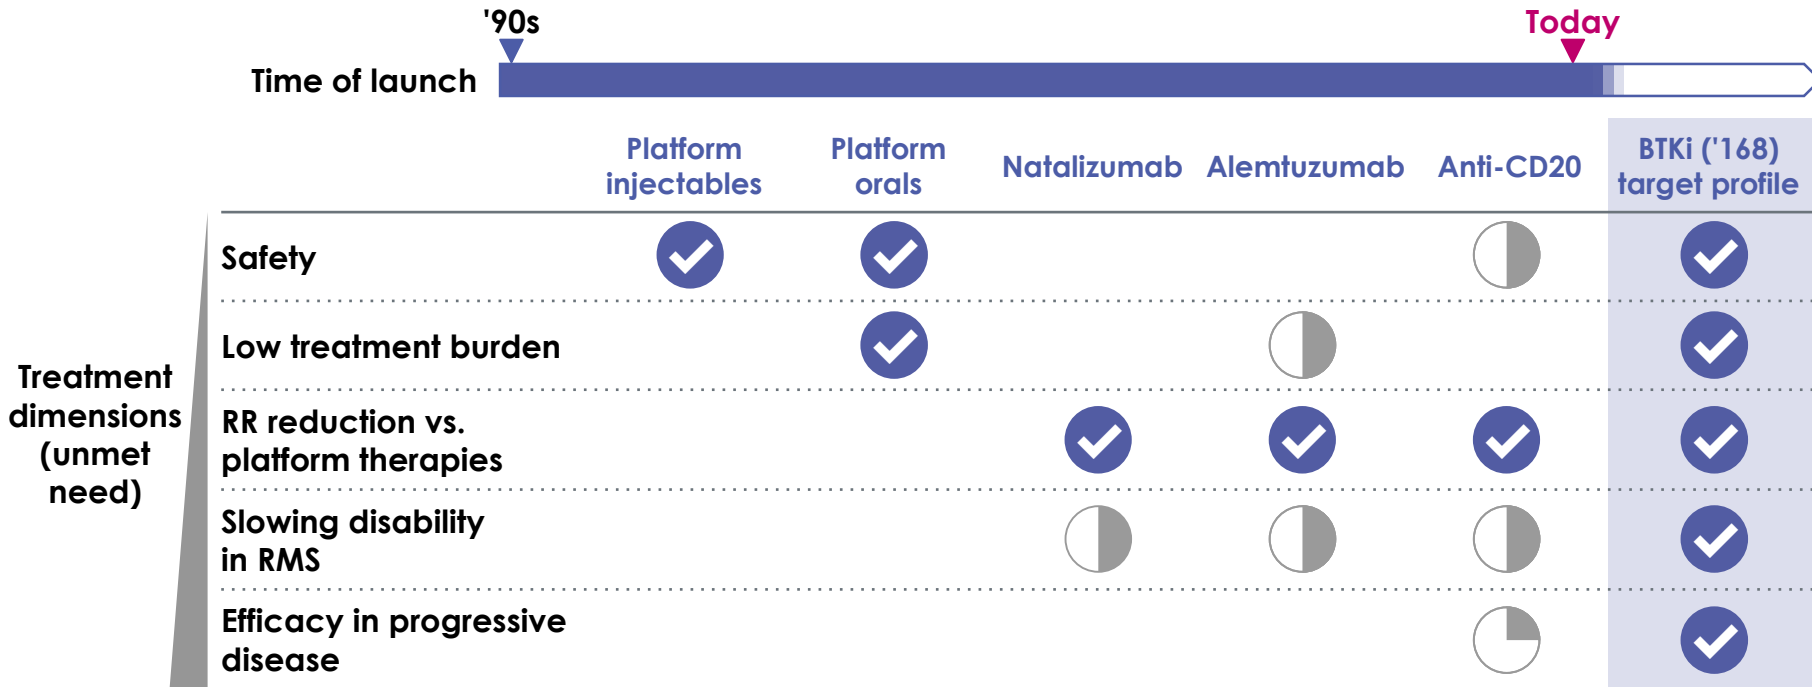 '90s
Today
Time of launch
Platform
injectables
Platform
orals
Natalizumab
Alemtuzumab
Anti-CD20
BTKi ('168)
target profile
Treatment
dimensions
(unmet
need)
Safety
Low treatment burden
RR reduction vs.
platform therapies
Slowing disability
in RMS
Efficacy in progressive
disease